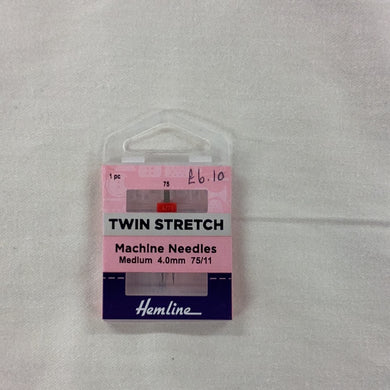 1 pc
75
£6.10
TWIN STRETCH
Machine Needles
Medium 4.0mm 75/11
Hemline